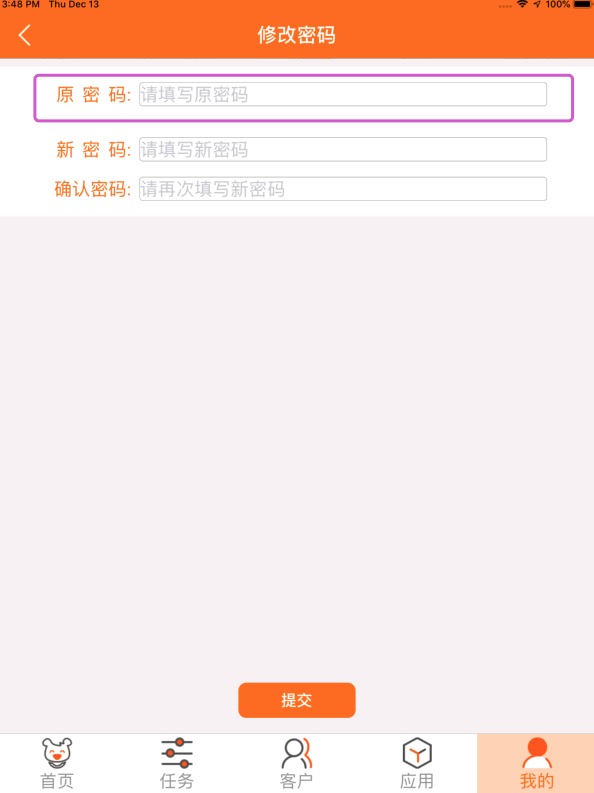 3:48 PM Thu Dec 13
100%
修改密码
原 密 码: 请填写原密码
新 密 码: 请填写新密码
确认密码: 请再次填写新密码
提交
首页 任务 客户 应用 我的